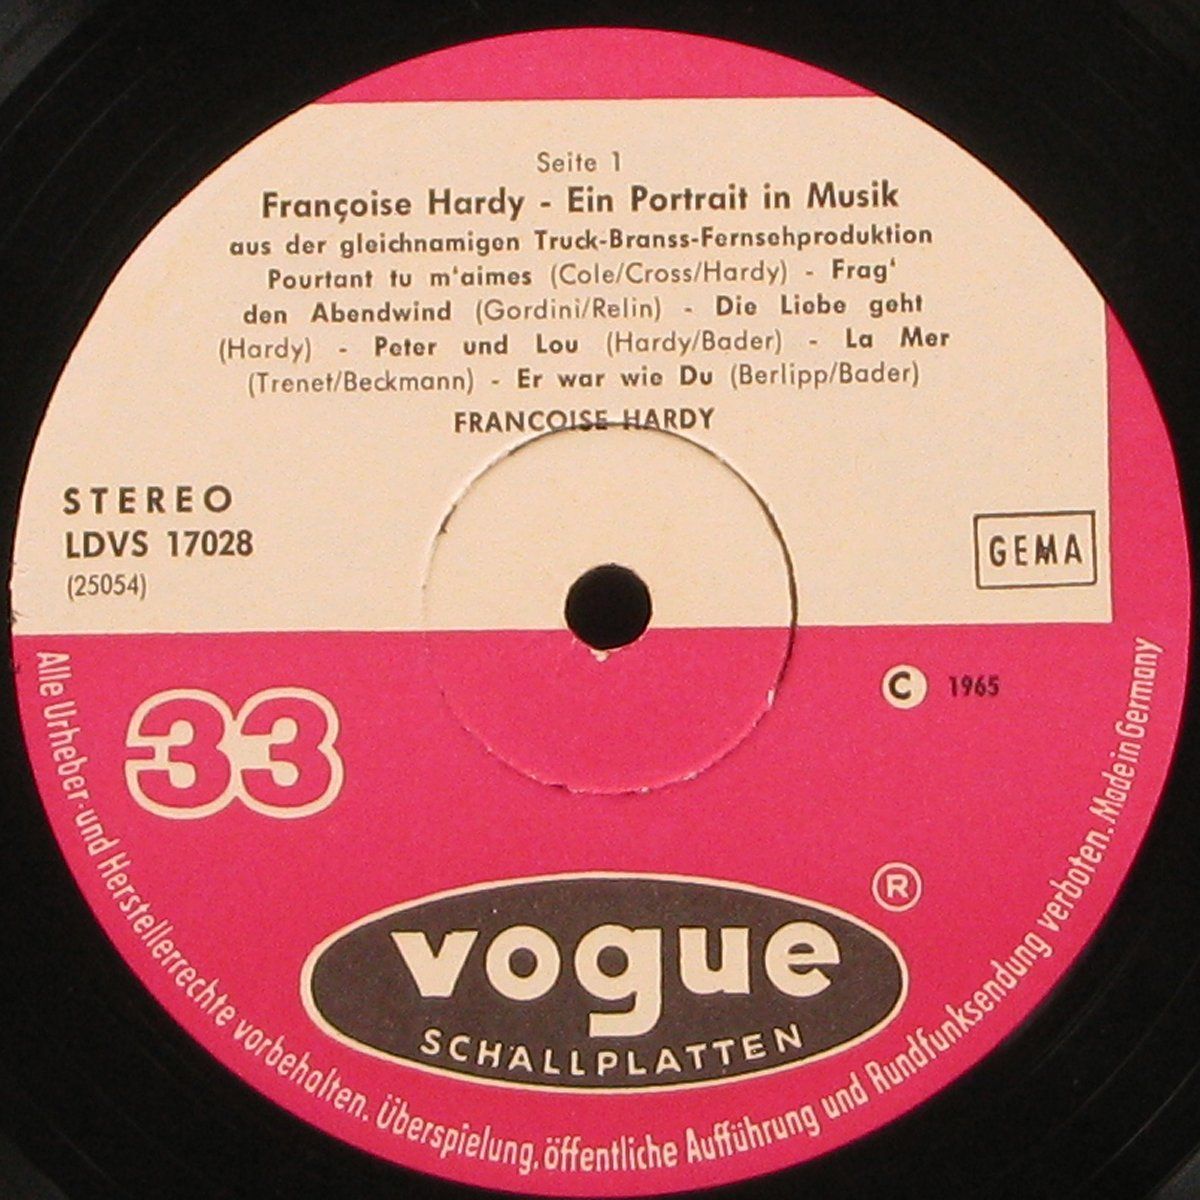 Seite 1
Françoise Hardy - Ein Portrait in Musik
aus der gleichnamigen Truck-Branss-Fernsehproduktion
Pourtant tu m'aimes (Cole/Cross/Hardy) - Frag'
den Abendwind (Gordini/Relin) - Die Liebe geht
(Hardy) - Peter und Lou (Hardy/Bader) - La Mer
(Trenet/Beckmann) - Er war wie Du (Berlipp/Bader)
FRANCOISE HARDY
STEREO
LDVS 17028
(25054)
GEMA
33
C 1965
vogue ®
SCHALLPLATTEN
Alle Urheber- und Herstellerrechte vorbehalten. Überspielung, öffentliche Aufführung und Rundfunksendung verboten. Made in Germany